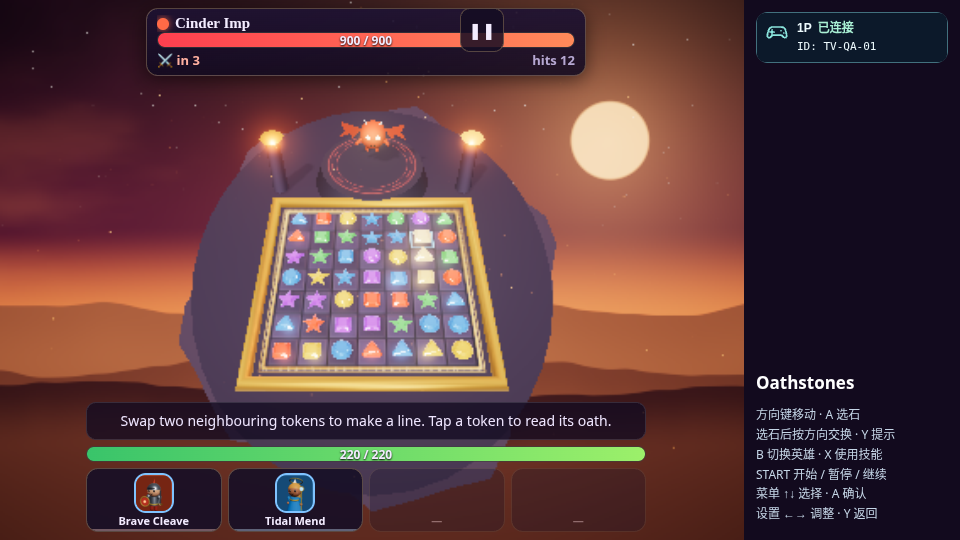 Cinder Imp
900 / 900
in 3
hits 12
Swap two neighbouring tokens to make a line. Tap a token to read its oath.
220 / 220
Brave Cleave
Tidal Mend
—
—
1P 已连接
ID: TV-QA-01
Oathstones
方向键移动 · A 选石
选石后按方向交换 · Y 提示
B 切换英雄 · X 使用技能
START 开始 / 暂停 / 继续
菜单 ↑↓ 选择 · A 确认
设置 ←→ 调整 · Y 返回